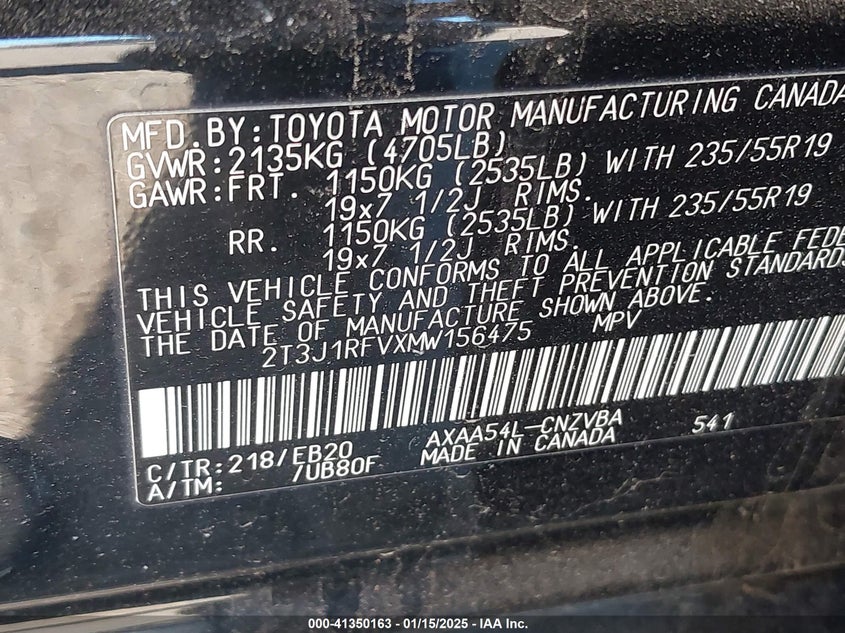 MFD.BY:TOYOTA MOTOR MANUFACTURING CANADA
GVWR:2135KG (4705LB)
GAWR:FRT. 1150KG (2535LB) WITH 235/55R19
19x7 1/2J RIMS.
RR. 1150KG (2535LB) WITH 235/55R19
19x7 1/2J RIMS.
THIS VEHICLE CONFORMS TO ALL APPLICABLE FEDE
VEHICLE SAFETY AND THEFT PREVENTION STANDARDS
THE DATE OF MANUFACTURE SHOWN ABOVE.
2T3J1RFVXMW156475 MPV
C/TR:218/EB20 AXAA54L-CNZVBA 541
A/TM: /UB80F MADE IN CANADA
000-41350163 - 01/15/2025 - IAA Inc.